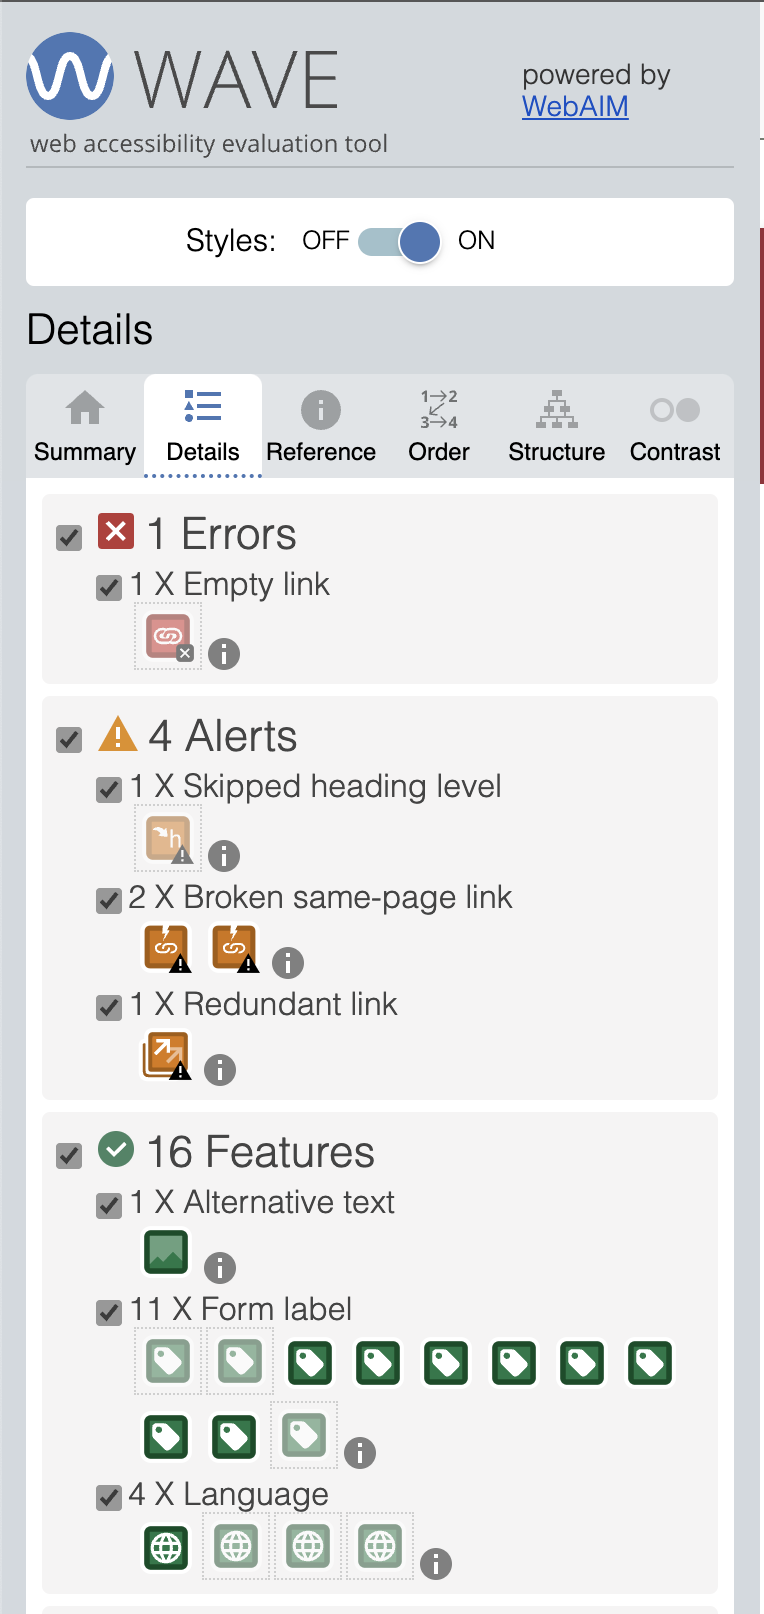 WAVE
web accessibility evaluation tool
powered by
WebAIM
Styles: OFF ON
Details
Summary Details Reference Order Structure Contrast
1 Errors
1 X Empty link
4 Alerts
1 X Skipped heading level
h
2 X Broken same-page link
1 X Redundant link
16 Features
1 X Alternative text
11 X Form label
4 X Language